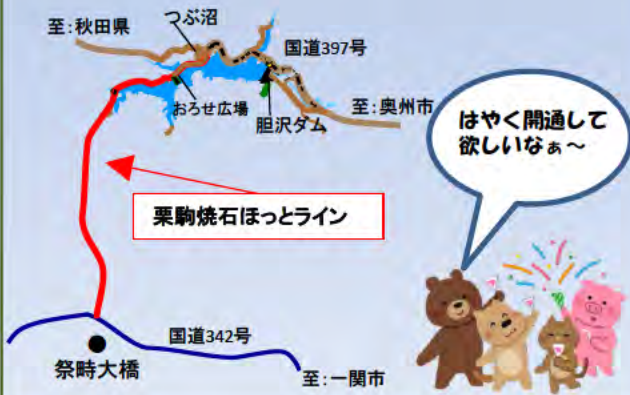 つぶ沼
至:秋田県
国道397号
おろせ広場
胆沢ダム
至:奥州市
はやく開通して
欲しいなぁ～
栗駒焼石ほっとライン
国道342号
祭畤大橋
至:一関市